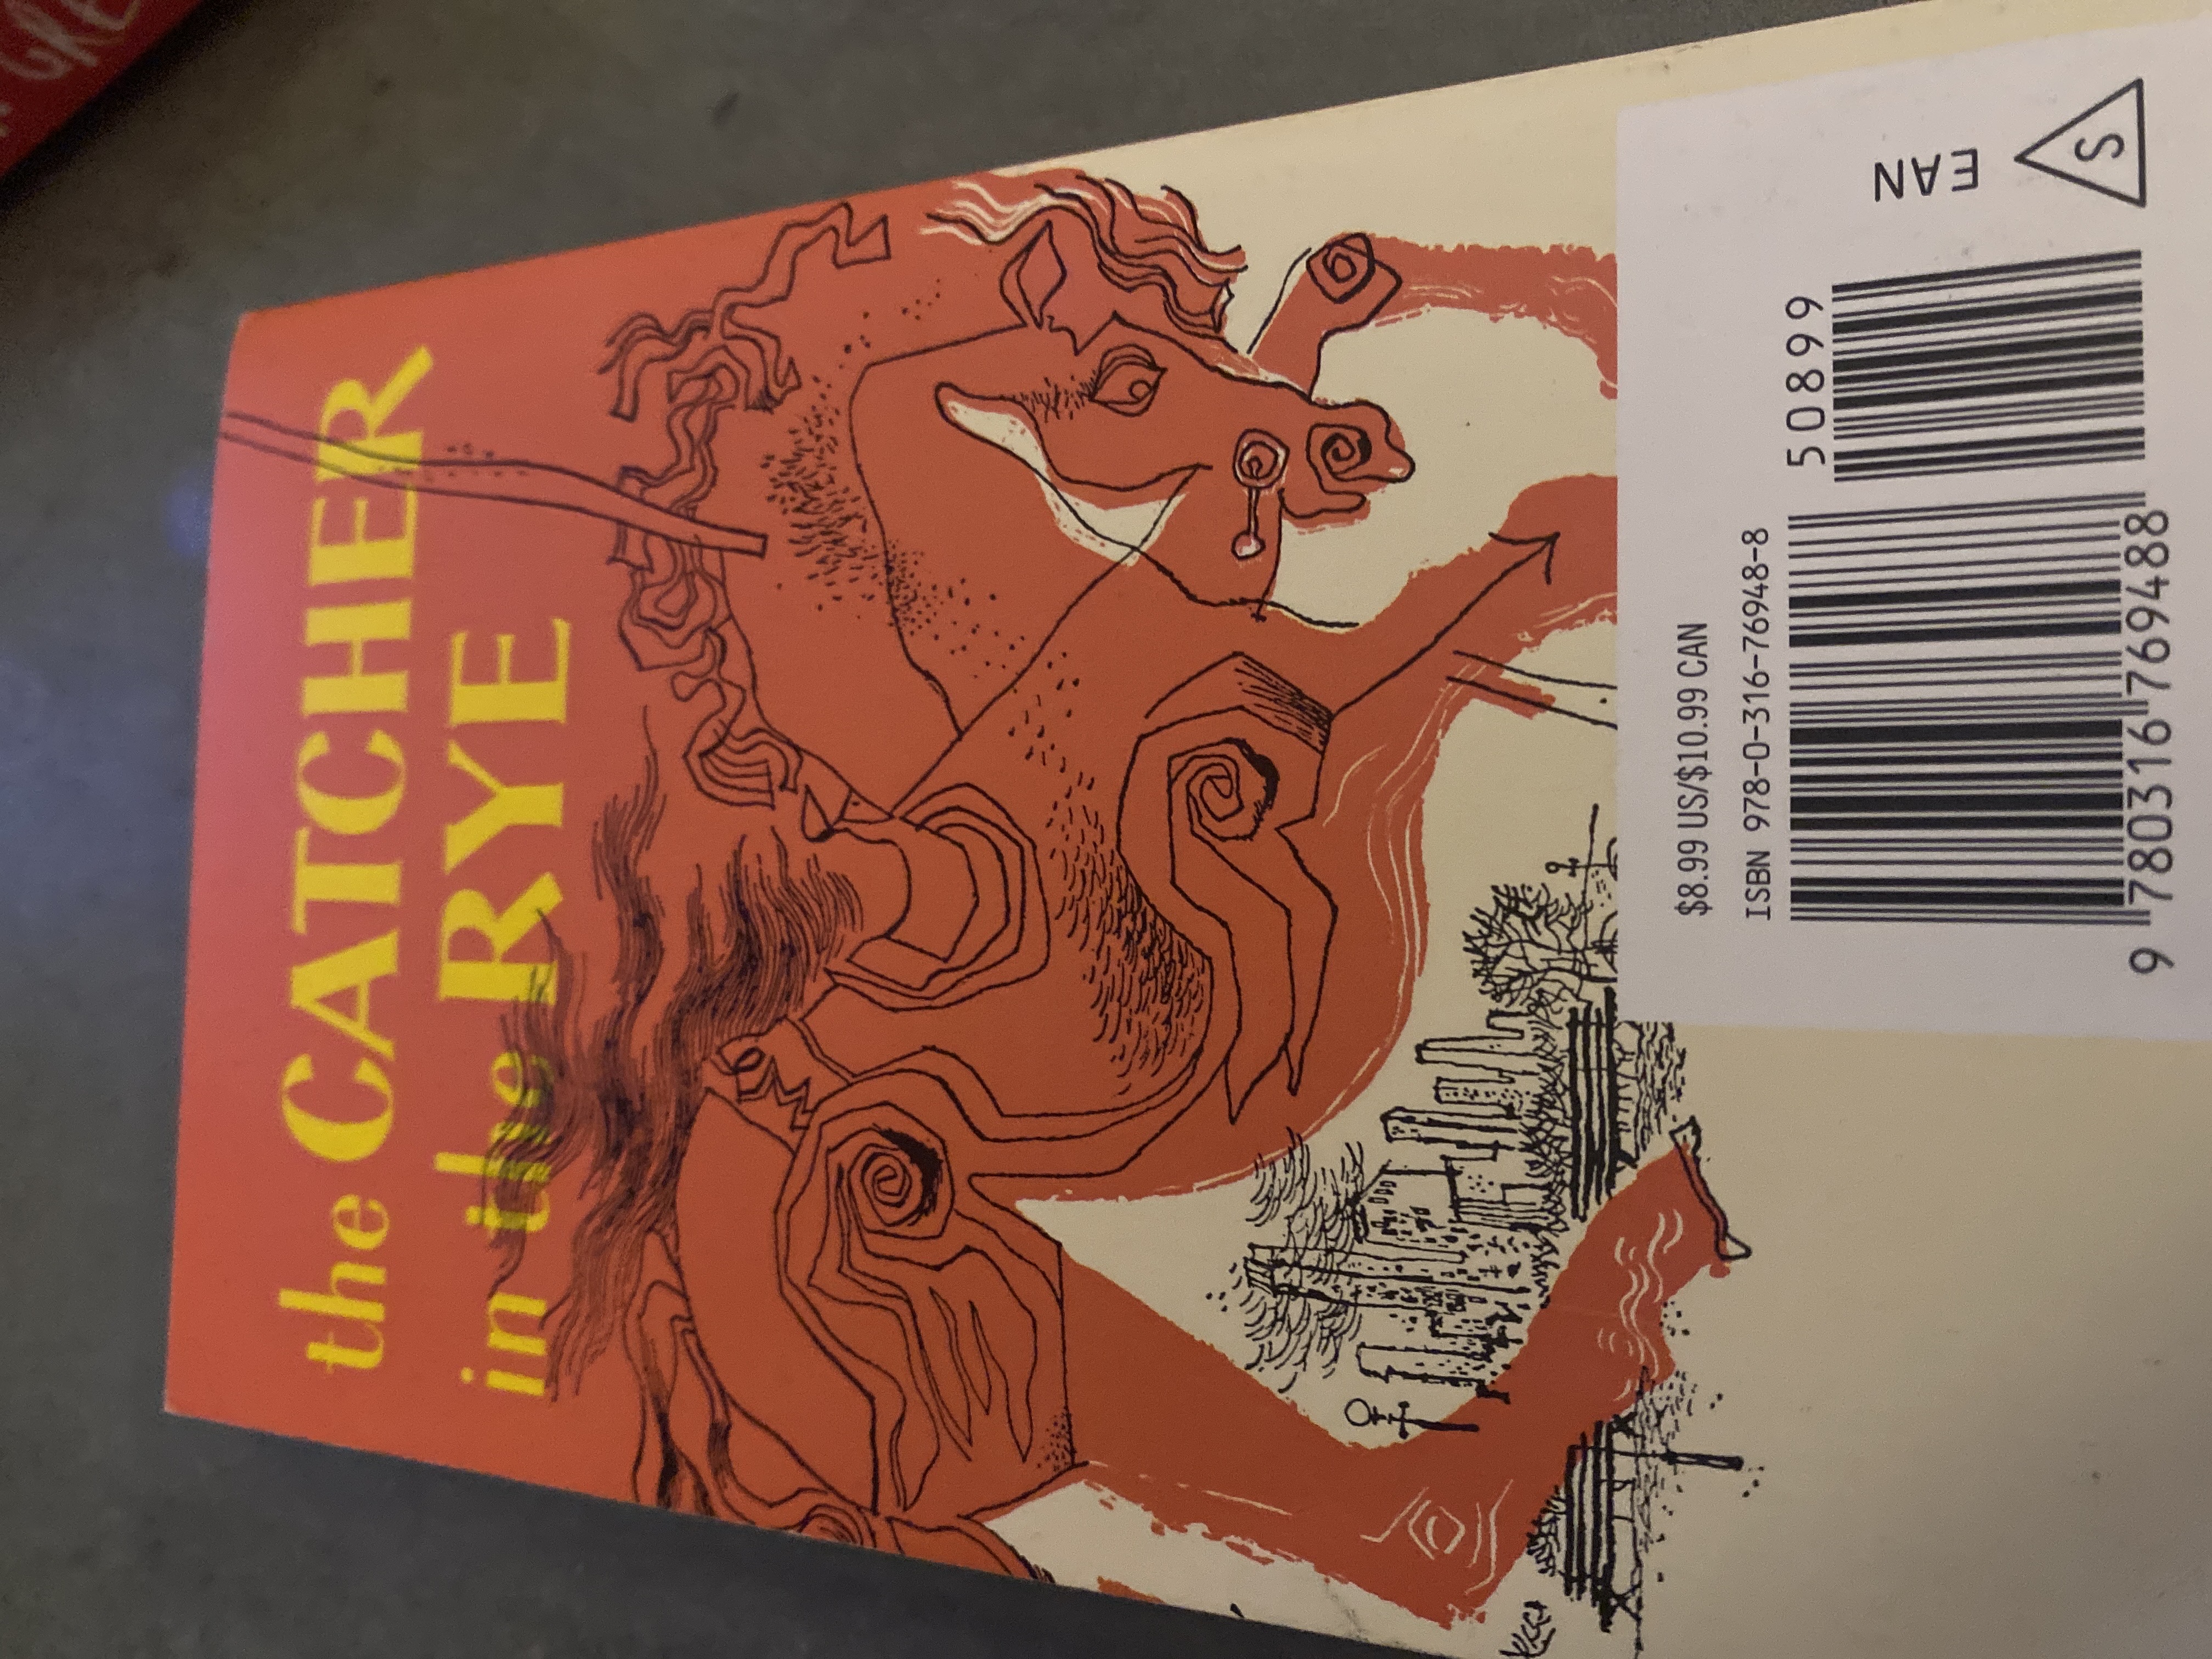 the CATCHER
in the RYE
$8.99 US/$10.99 CAN
ISBN 978-0-316-76948-8
50899
9 780316 769488
EAN
S